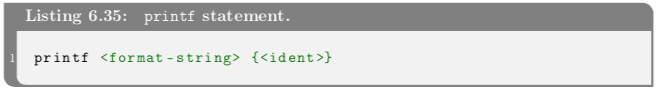 Listing 6.35: printf statement.
1 printf <format-string> {<ident>}